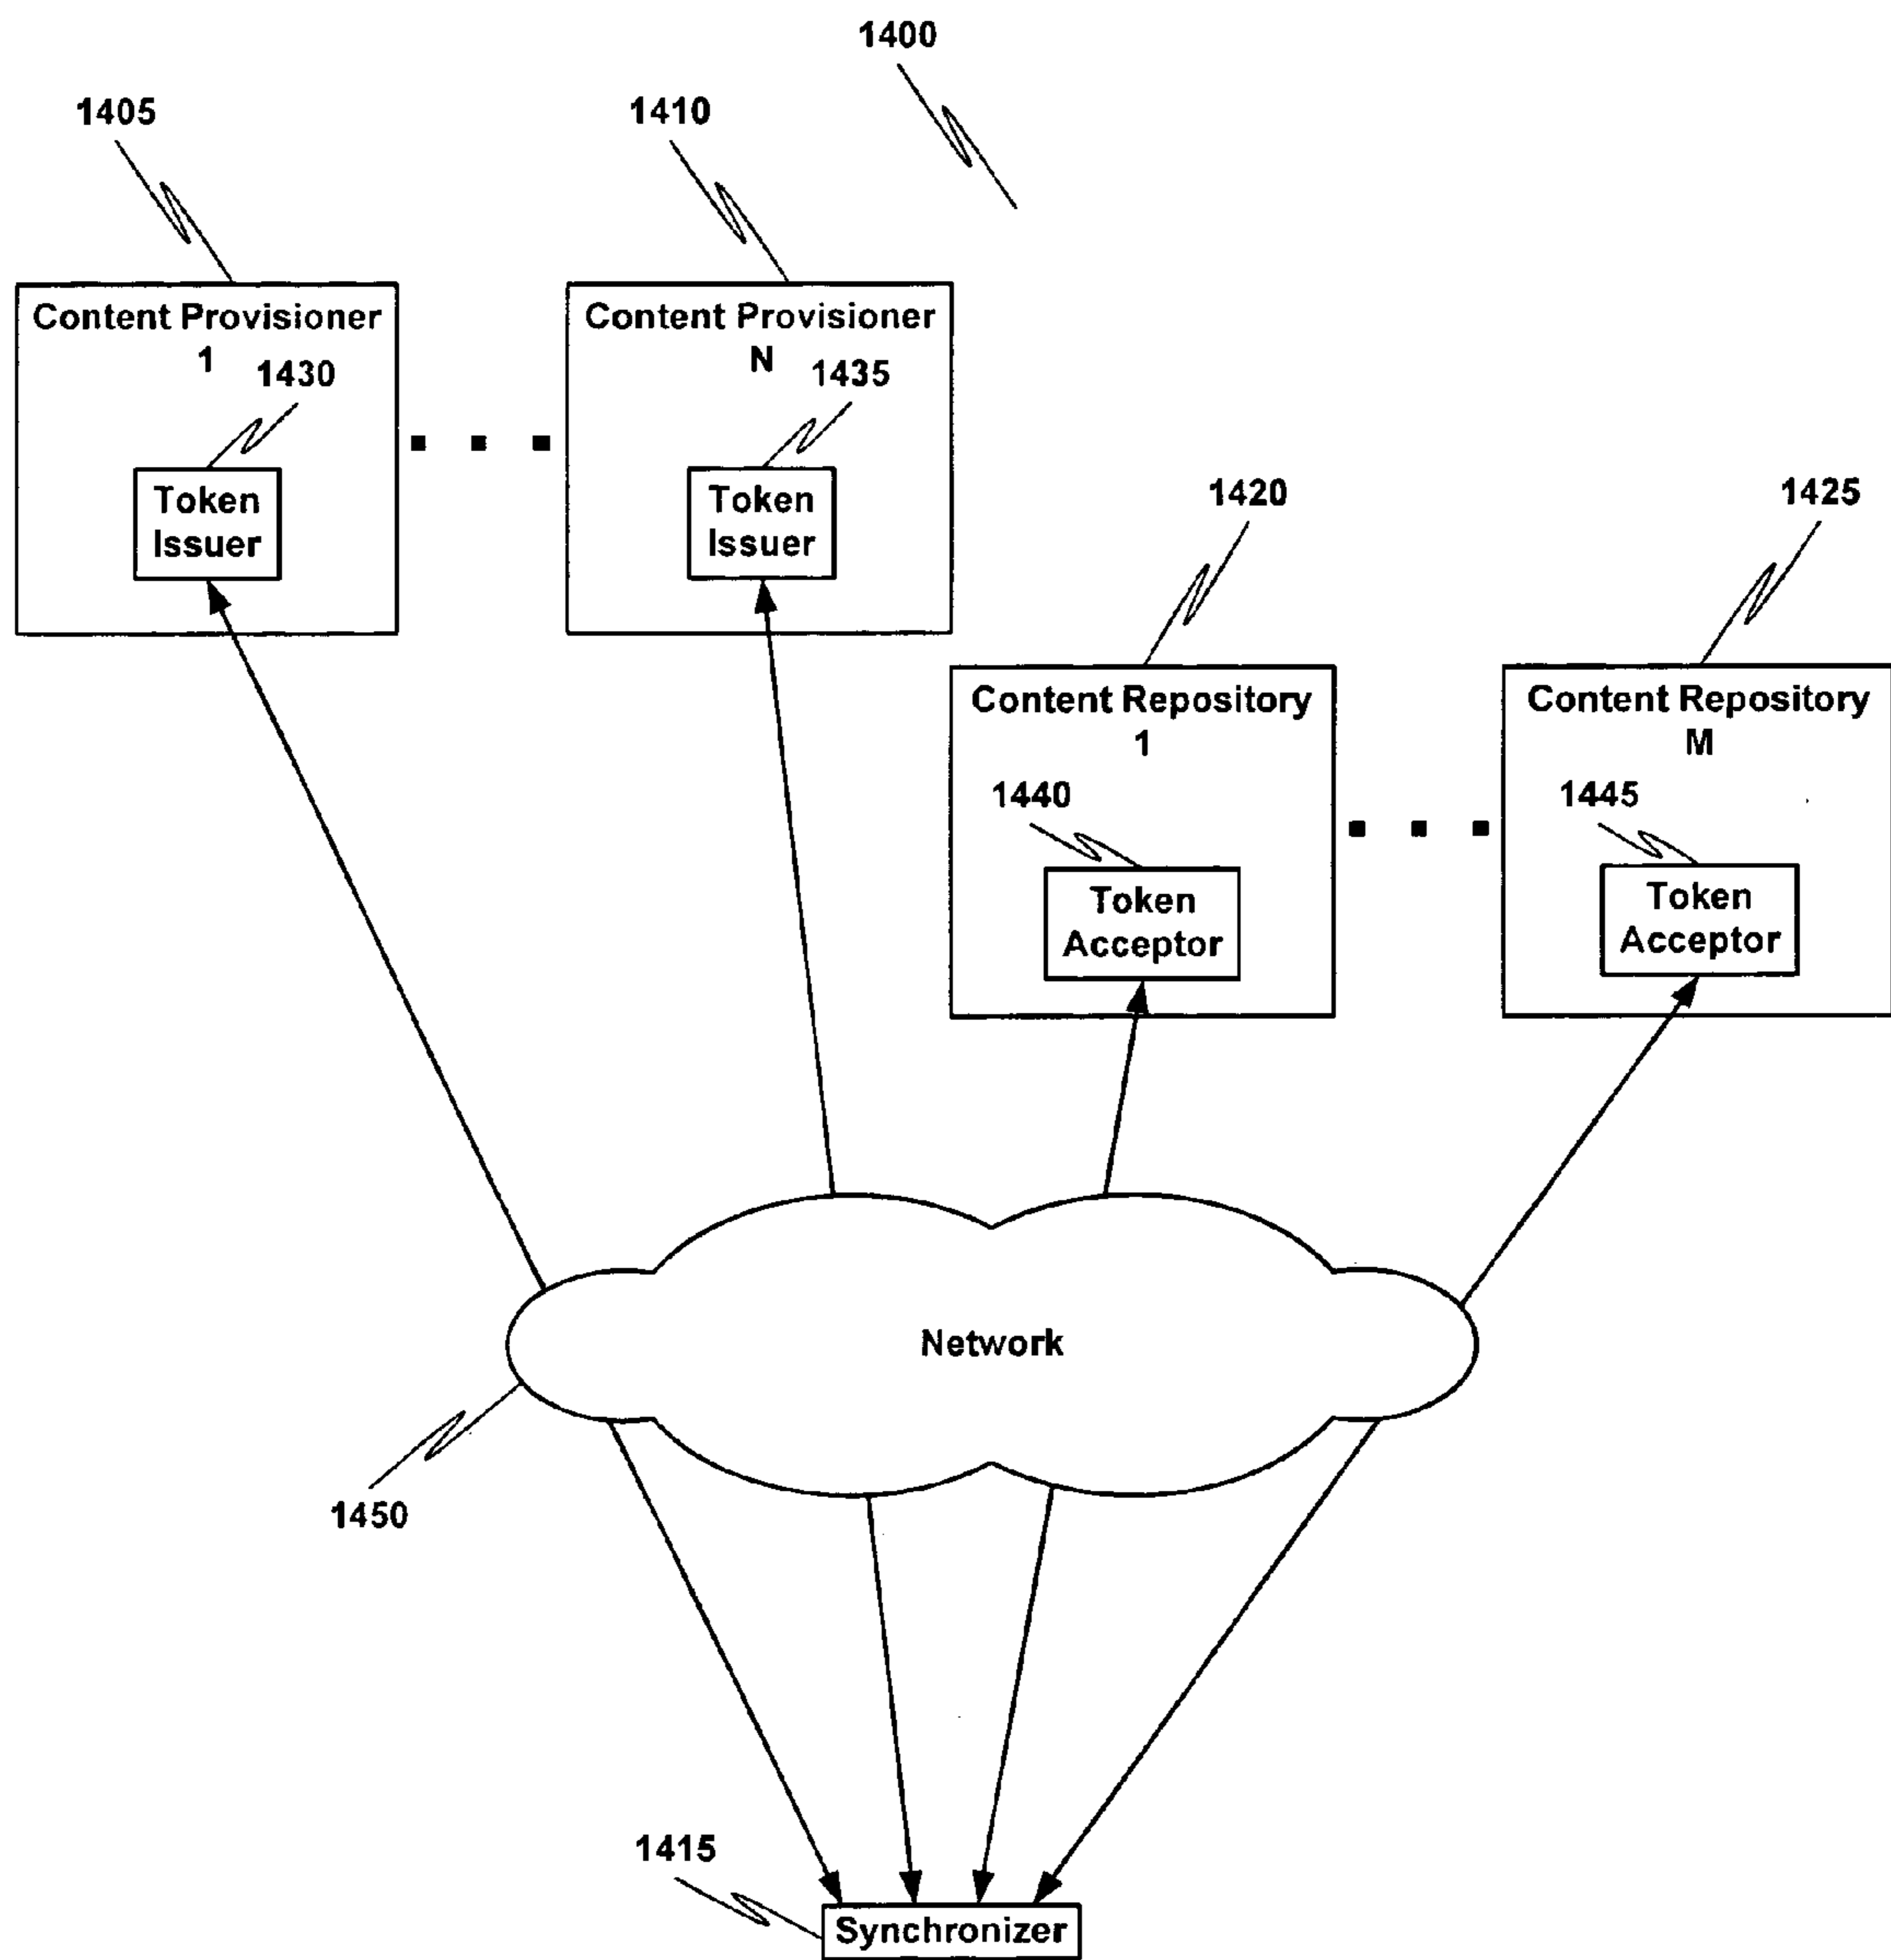 1400
1405
1410
Content Provisioner
1
1430
Token
Issuer
Content Provisioner
N
1435
Token
Issuer
1420
1425
Content Repository
1
1440
Token
Acceptor
Content Repository
M
1445
Token
Acceptor
Network
1450
1415
Synchronizer